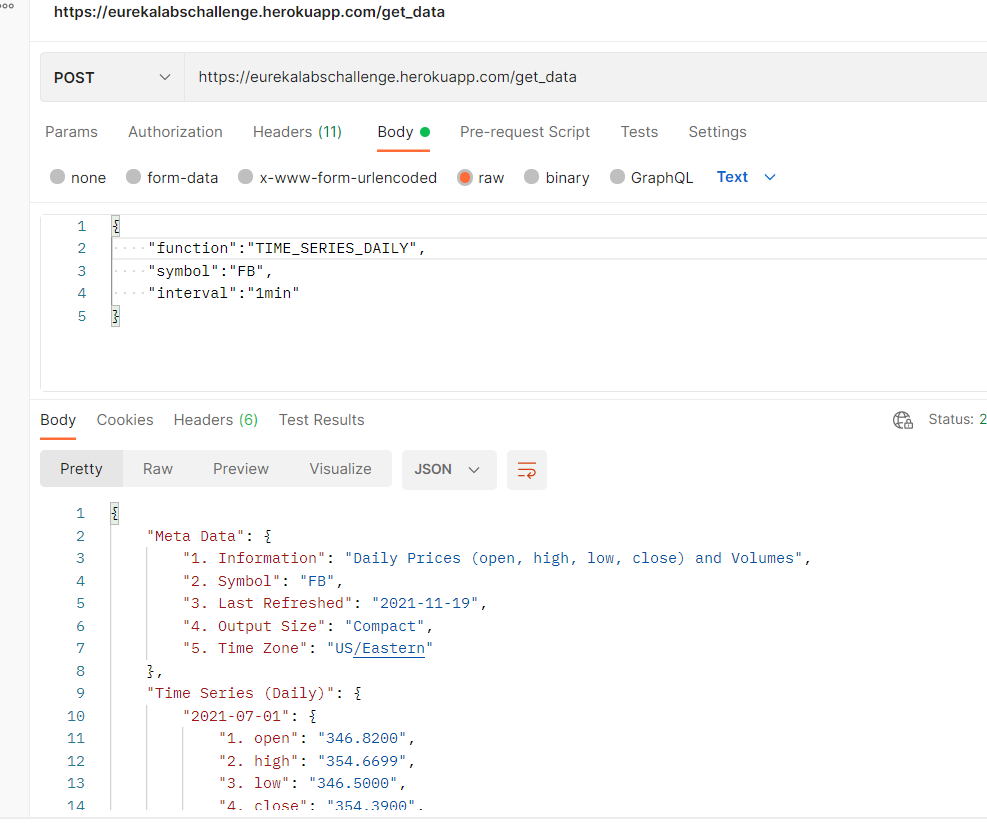 https://eurekalabschallenge.herokuapp.com/get_data
POST https://eurekalabschallenge.herokuapp.com/get_data
Params Authorization Headers (11) Body Pre-request Script Tests Settings
none form-data x-www-form-urlencoded raw binary GraphQL Text
1 {
2 ····"function":"TIME_SERIES_DAILY",
3 ····"symbol":"FB",
4 ····"interval":"1min"
5 }
Body Cookies Headers (6) Test Results Status: 2
Pretty Raw Preview Visualize JSON
1 {
2 "Meta Data": {
3 "1. Information": "Daily Prices (open, high, low, close) and Volumes",
4 "2. Symbol": "FB",
5 "3. Last Refreshed": "2021-11-19",
6 "4. Output Size": "Compact",
7 "5. Time Zone": "US/Eastern"
8 },
9 "Time Series (Daily)": {
10 "2021-07-01": {
11 "1. open": "346.8200",
12 "2. high": "354.6699",
13 "3. low": "346.5000",
14 "4. close": "354.3900",